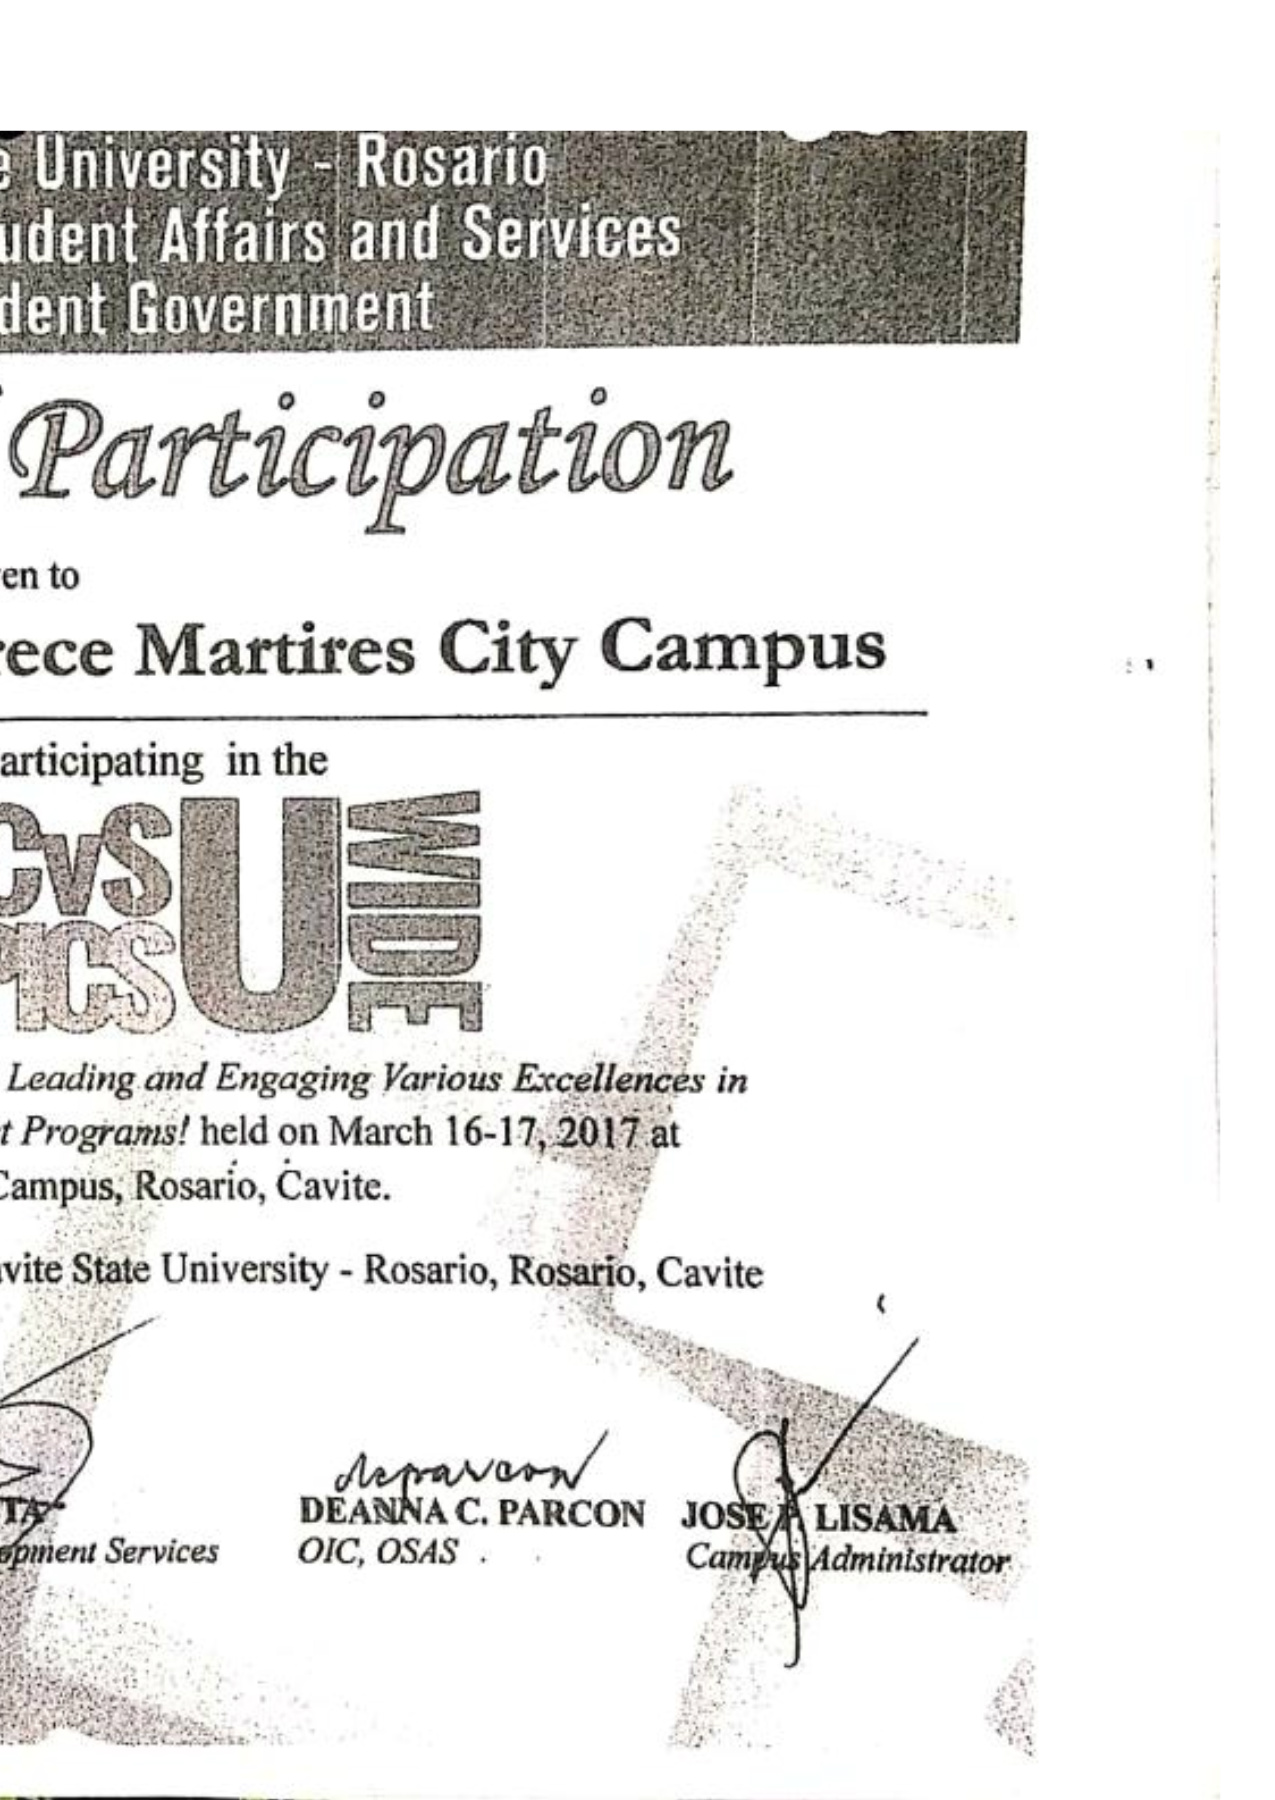 e University - Rosario
udent Affairs and Services
dent Government
Participation
en to
rece Martires City Campus
articipating in the
CvS U WIDE
PICS
Leading and Engaging Various Excellences in
t Programs! held on March 16-17, 2017 at
Campus, Rosario, Cavite.
vite State University - Rosario, Rosario, Cavite
deparcon
TA
DEANNA C. PARCON
JOSE P. LISAMA
opment Services
OIC, OSAS
Campus Administrator